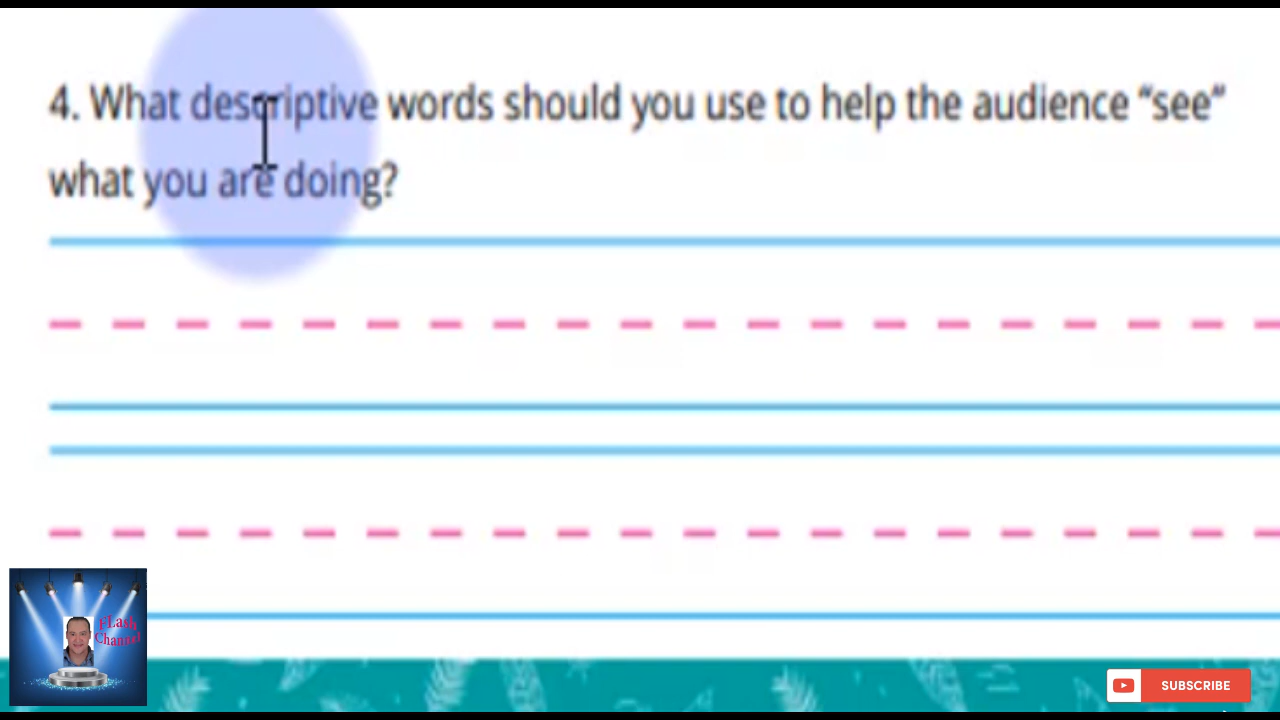 4. What descriptive words should you use to help the audience “see”
what you are doing?
FLash
Channel
SUBSCRIBE